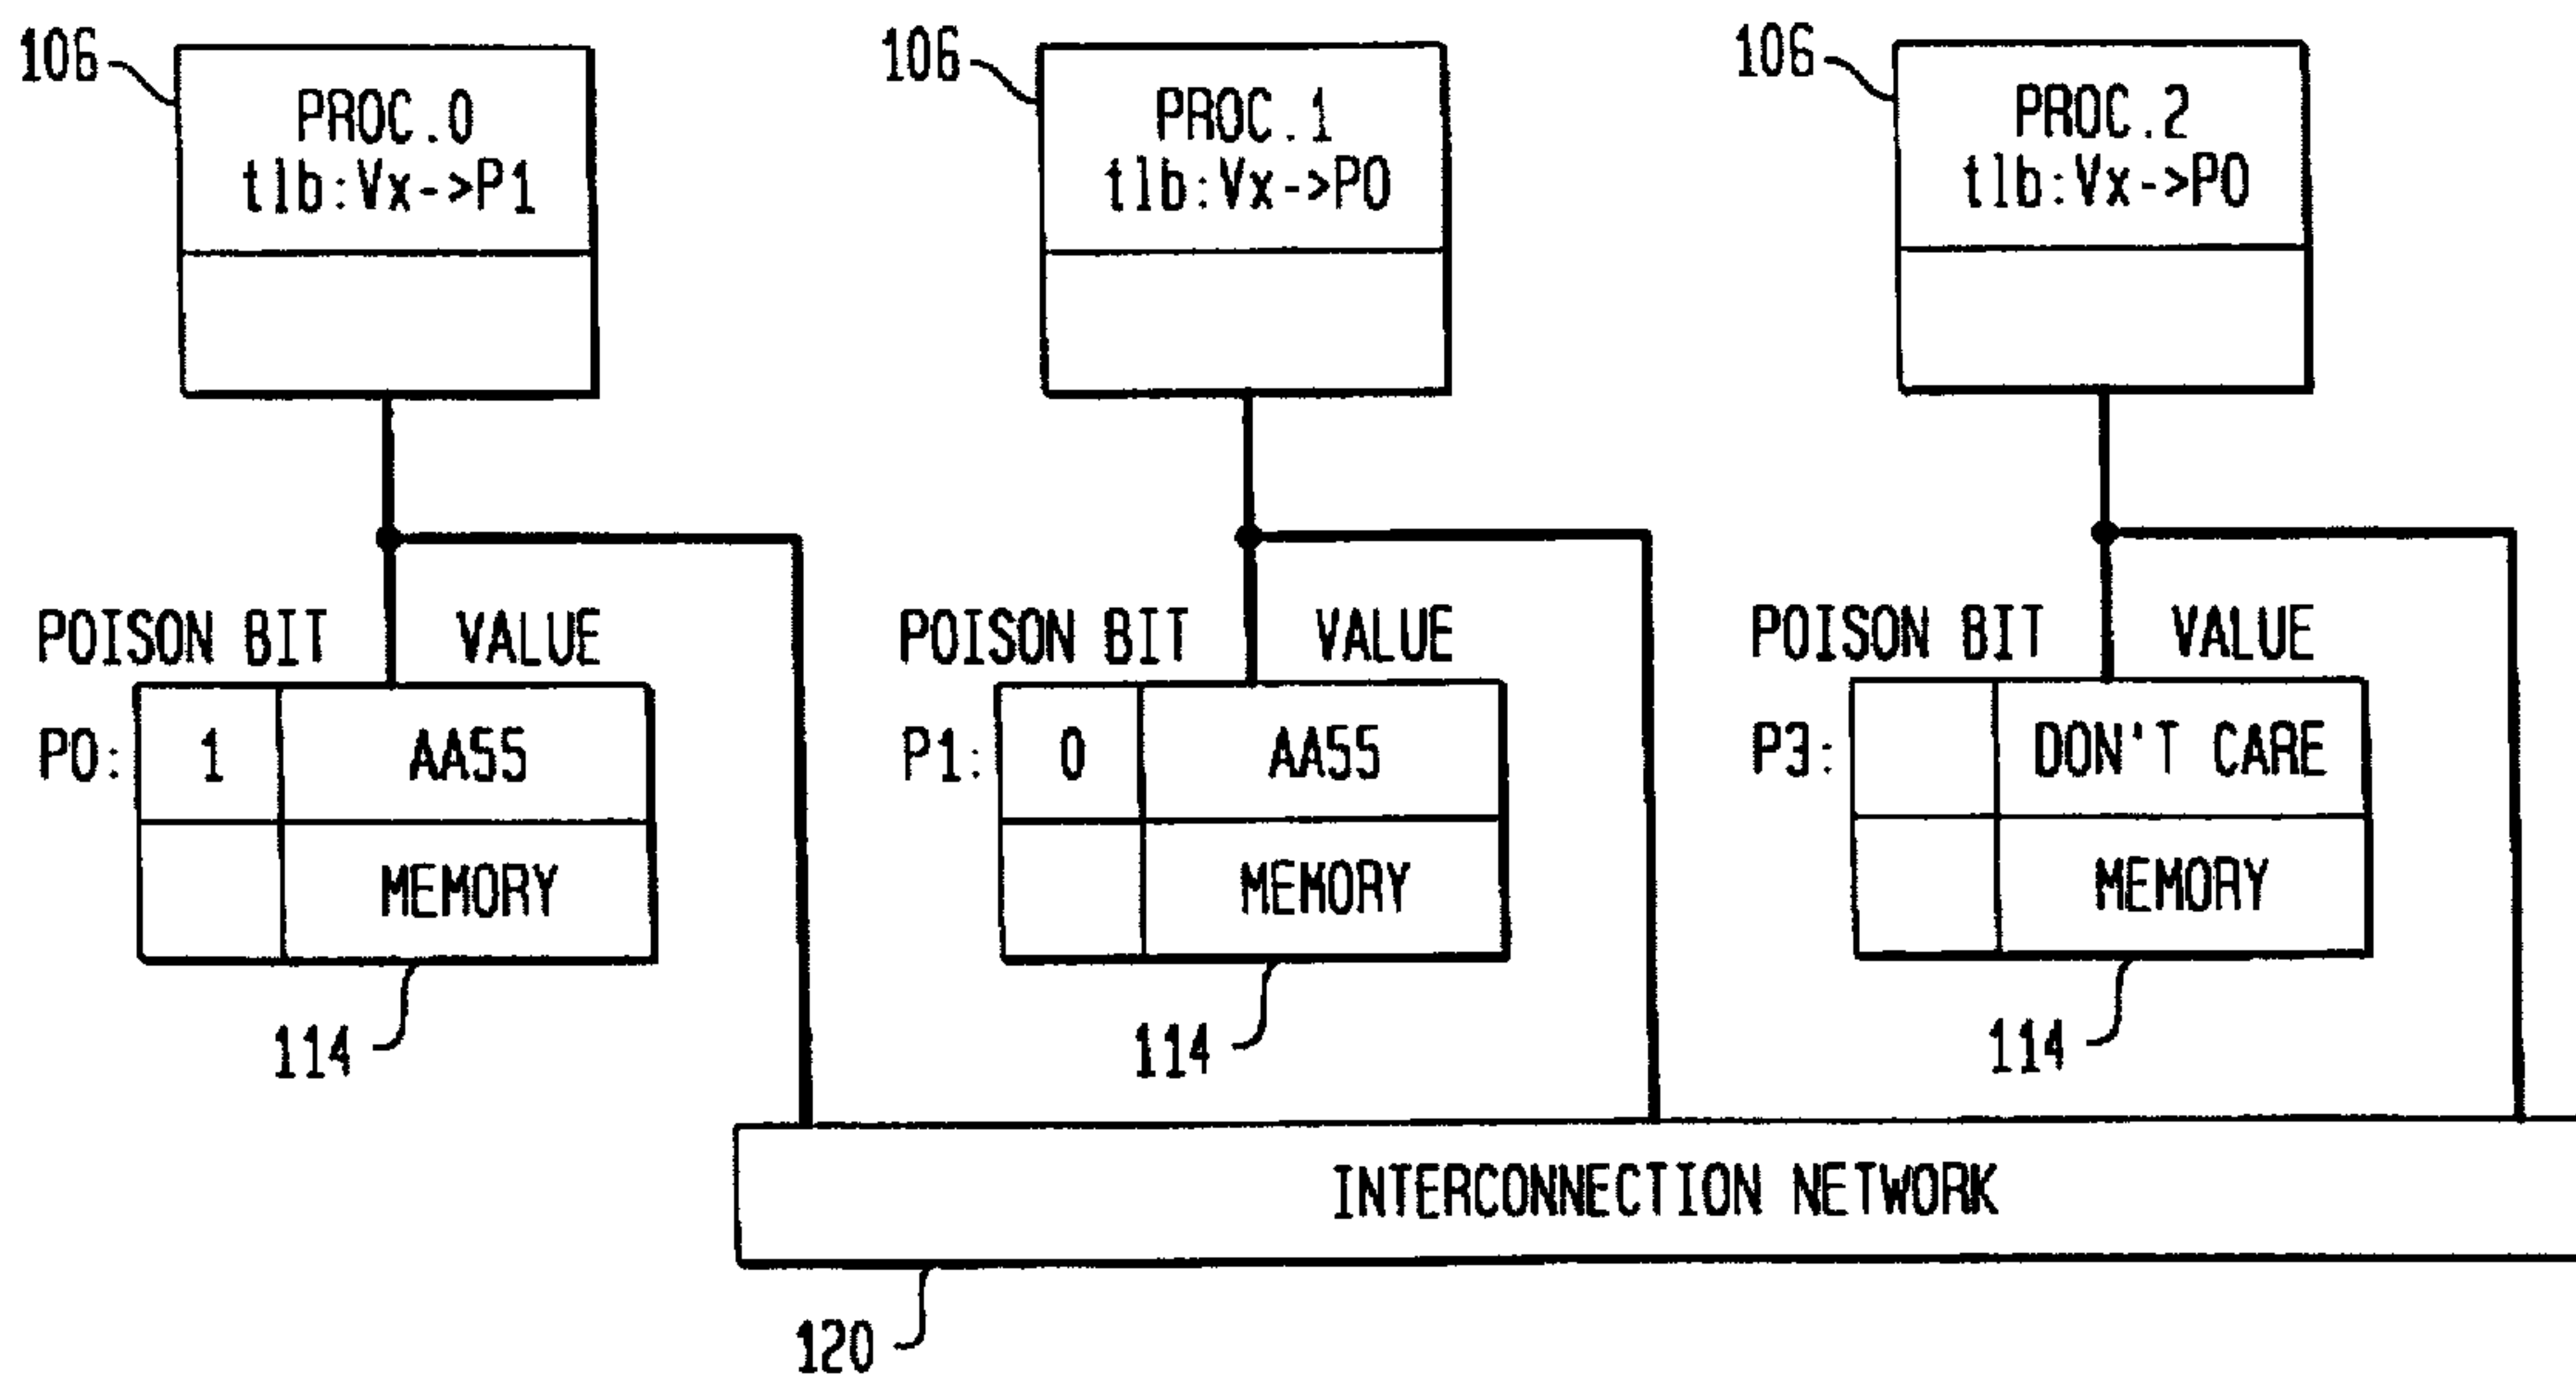 106
PROC.0
tlb:Vx->P1
106
PROC.1
tlb:Vx->P0
106
PROC.2
tlb:Vx->P0
POISON BIT VALUE
P0: 1 AA55
MEMORY
114
POISON BIT VALUE
P1: 0 AA55
MEMORY
114
POISON BIT VALUE
P3: DON'T CARE
MEMORY
114
INTERCONNECTION NETWORK
120